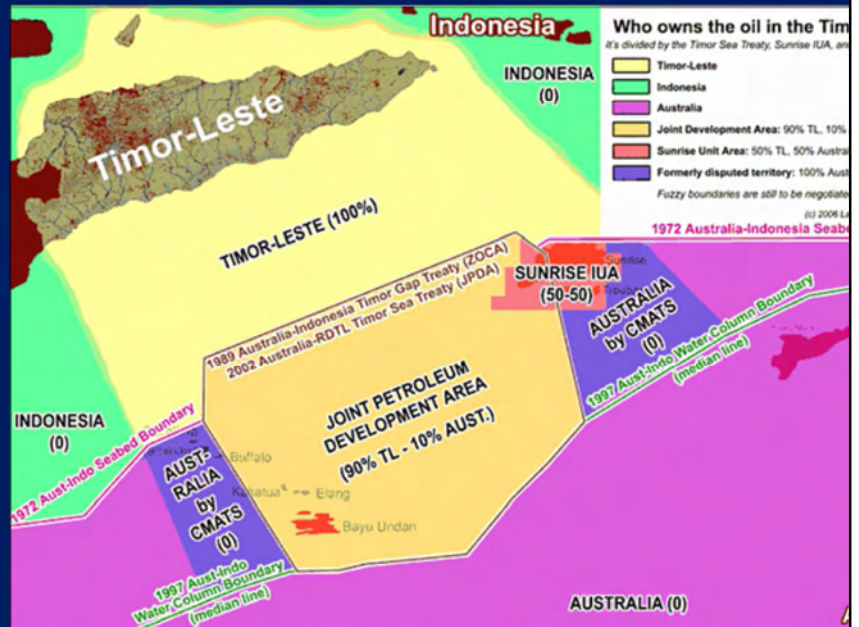 Indonesia
Who owns the oil in the Tim
It's divided by the Timor Sea Treaty, Sunrise IUA, an
Timor-Leste
Indonesia
Australia
Joint Development Area: 90% TL, 10%
Sunrise Unit Area: 50% TL, 50% Austral
Formerly disputed territory: 100% Aust
Fuzzy boundaries are still to be negotiate
(c) 2006 La
1972 Australia-Indonesia Seabe
INDONESIA
(0)
Timor-Leste
TIMOR-LESTE (100%)
1989 Australia-Indonesia Timor Gap Treaty (ZOCA)
2002 Australia-RDTL Timor Sea Treaty (JPDA)
Sunrise
SUNRISE IUA
(50-50)
AUSTRALIA
by CMATS
(0)
1997 Aust-Indo Water Column Boundary
(median line)
JOINT PETROLEUM
DEVELOPMENT AREA
(90% TL - 10% AUST.)
INDONESIA
(0)
1972 Aust-Indo Seabed Boundary
AUST-
RALIA
by
CMATS
(0)
Buffalo
Elang
Bayu Undan
1997 Aust-Indo
Water Column Boundary
(median line)
AUSTRALIA (0)